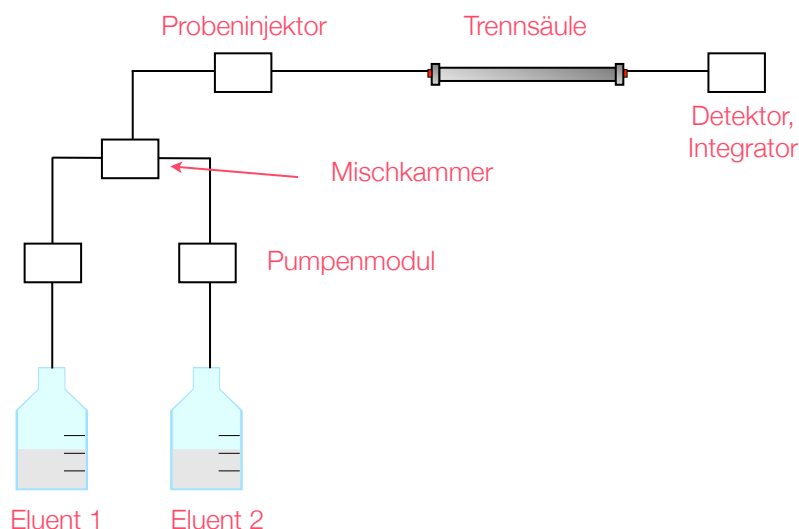 Probeninjektor
Trennsäule
Detektor,
Integrator
Mischkammer
Pumpenmodul
Eluent 1
Eluent 2